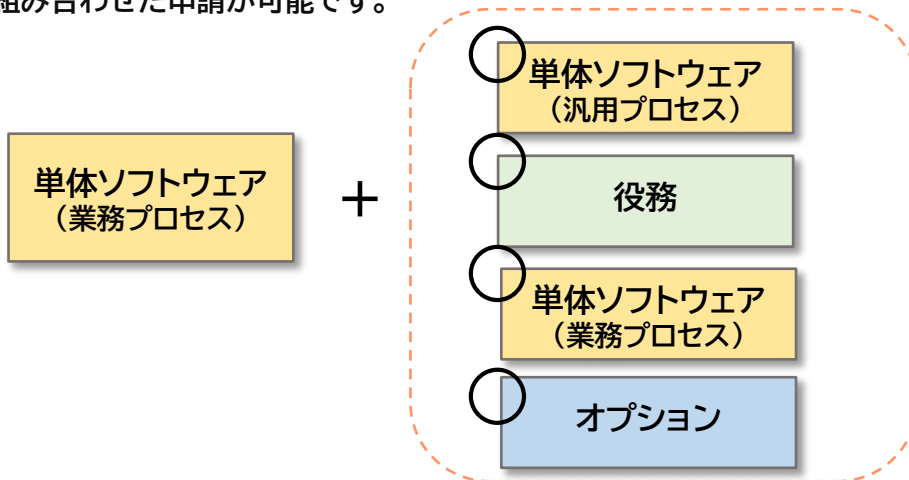 組み合わせた申請が可能です。
単体ソフトウェア
（汎用プロセス）
単体ソフトウェア
（業務プロセス）
＋
役務
単体ソフトウェア
（業務プロセス）
オプション